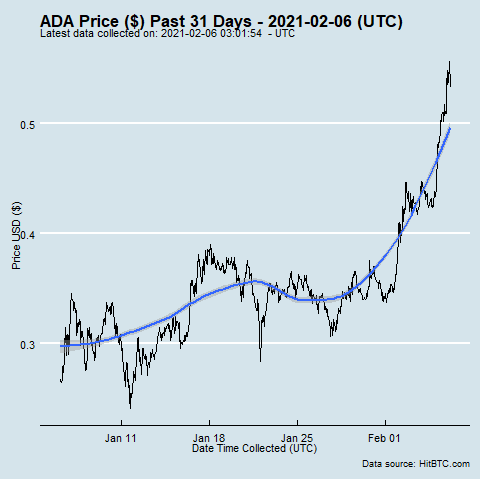 ADA Price ($) Past 31 Days - 2021-02-06 (UTC)
Latest data collected on: 2021-02-06 03:01:54 - UTC
Price USD ($)
0.5
0.4
0.3
Jan 11 Jan 18 Jan 25 Feb 01
Date Time Collected (UTC)
Data source: HitBTC.com